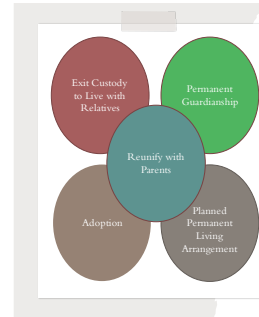 Exit Custody
to Live with
Relatives
Permanent
Guardianship
Reunify with
Parents
Adoption
Planned
Permanent
Living
Arrangement